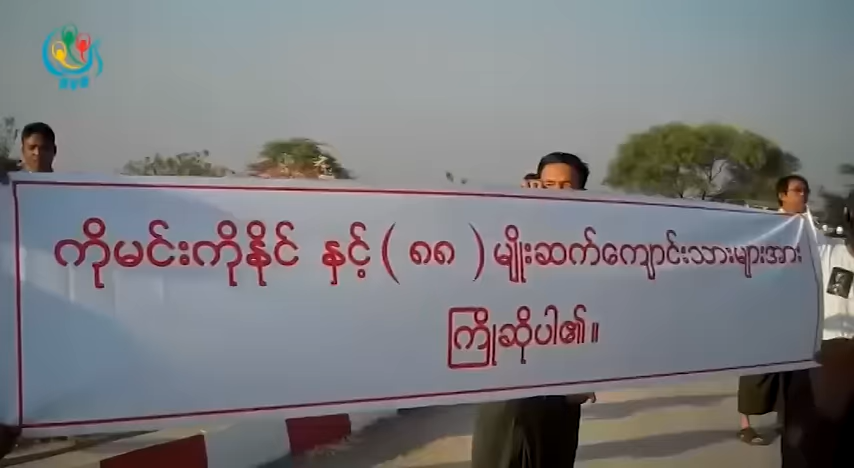 ကိုမင်းကိုနိုင် နှင့် (၈၈) မျိုးဆက်ကျောင်းသားများအား
ကြိုဆိုပါ၏။